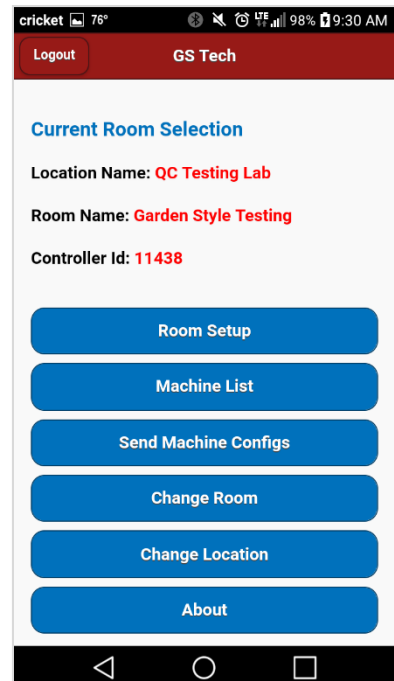 cricket 76° LTE 98% 9:30 AM
Logout GS Tech
Current Room Selection
Location Name: QC Testing Lab
Room Name: Garden Style Testing
Controller Id: 11438
Room Setup
Machine List
Send Machine Configs
Change Room
Change Location
About